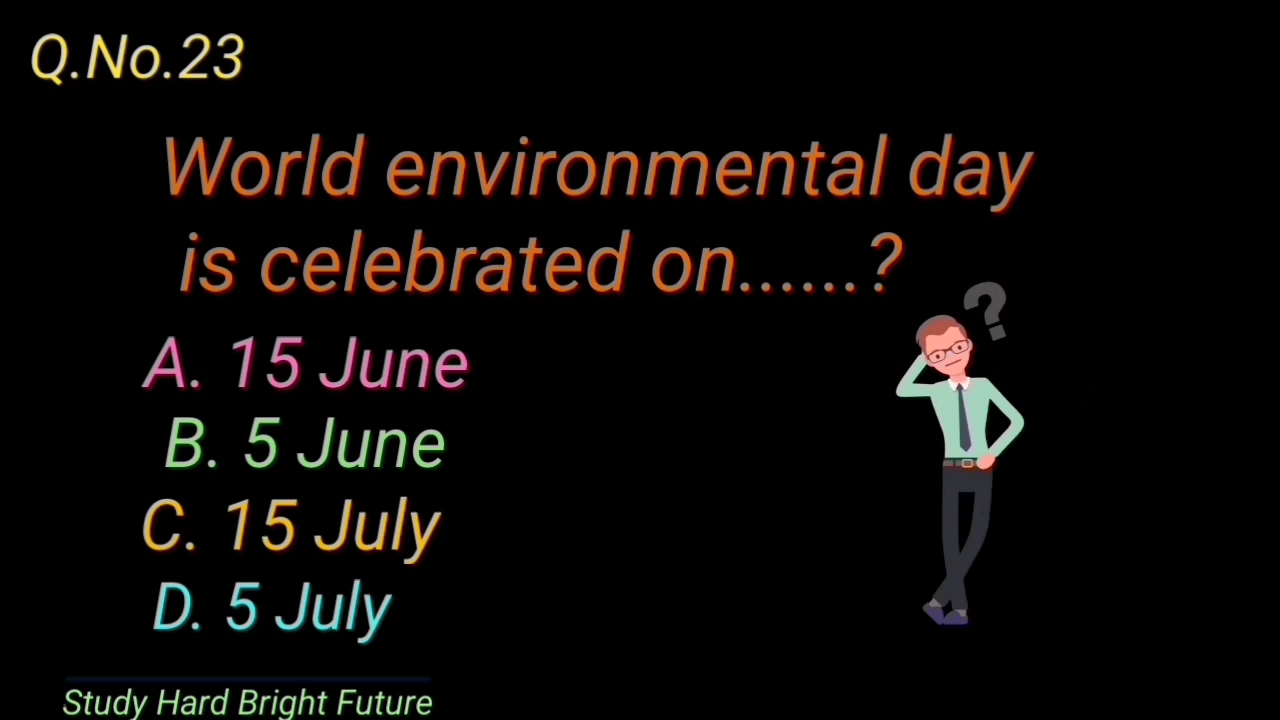 Q.No.23
World environmental day
is celebrated on......?
A. 15 June
B. 5 June
C. 15 July
D. 5 July
?
Study Hard Bright Future